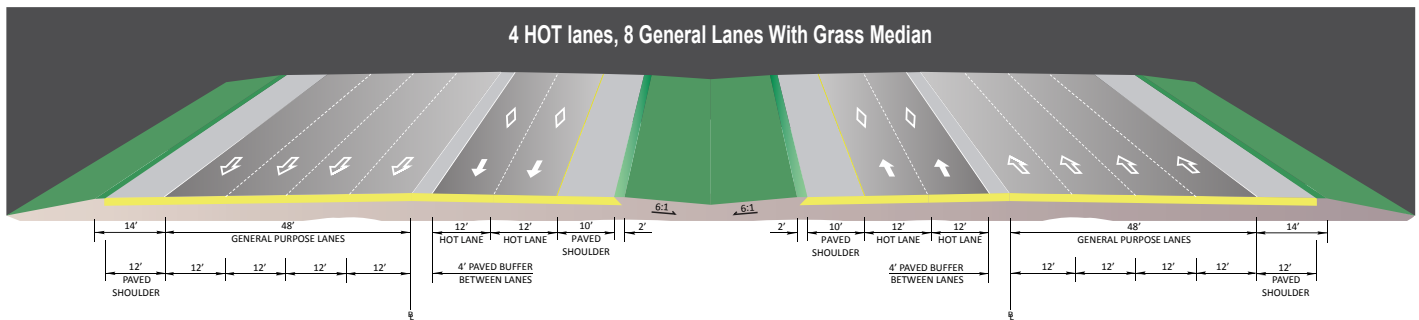 4 HOT lanes, 8 General Lanes With Grass Median
6:1 6:1
14' 48' 12' 12' 10' 2' 2' 10' 12' 12' 48' 14'
GENERAL PURPOSE LANES HOT LANE HOT LANE PAVED SHOULDER PAVED SHOULDER HOT LANE HOT LANE GENERAL PURPOSE LANES
12' 12' 12' 12' 12' 4' PAVED BUFFER 4' PAVED BUFFER 12' 12' 12' 12' 12'
PAVED SHOULDER BETWEEN LANES BETWEEN LANES PAVED SHOULDER